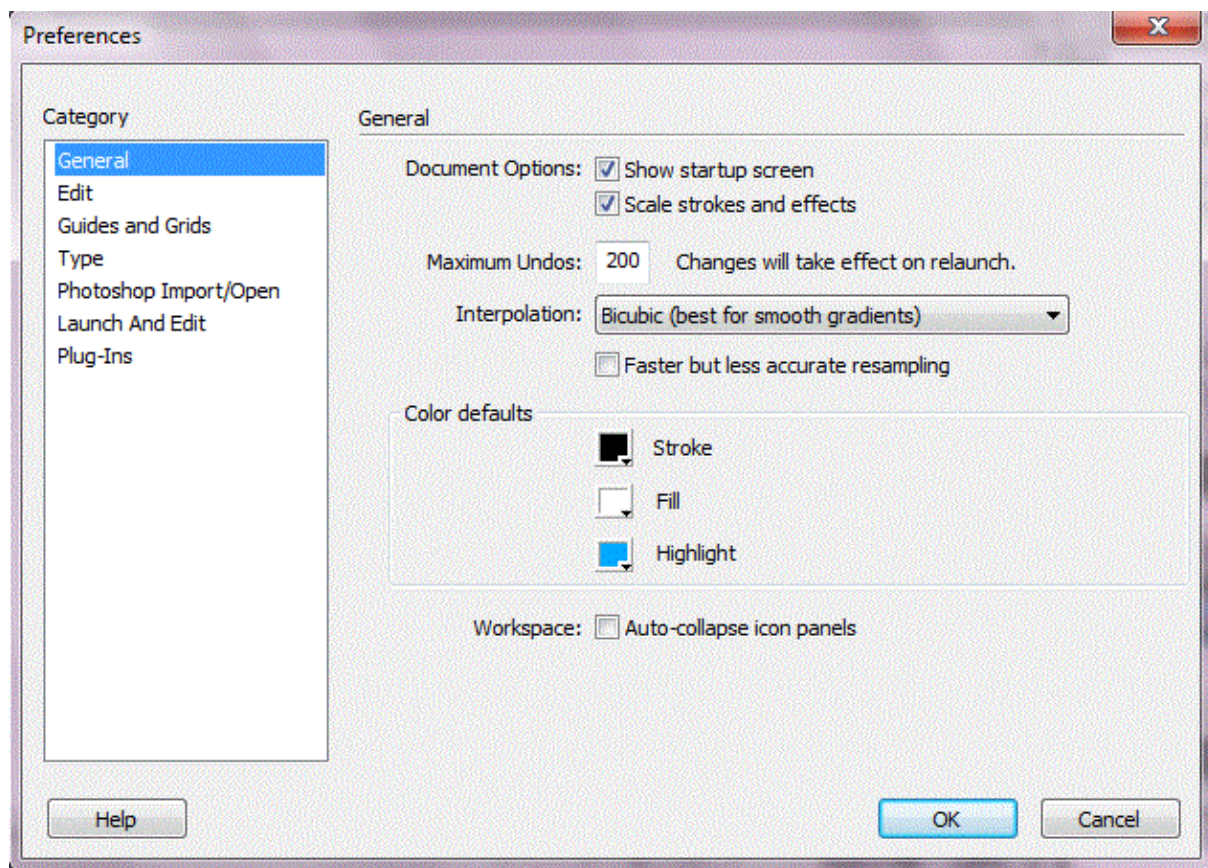 Preferences
Category
General
Edit
Guides and Grids
Type
Photoshop Import/Open
Launch And Edit
Plug-Ins
General
Document Options: Show startup screen
Scale strokes and effects
Maximum Undos: 200 Changes will take effect on relaunch.
Interpolation: Bicubic (best for smooth gradients)
Faster but less accurate resampling
Color defaults
Stroke
Fill
Highlight
Workspace: Auto-collapse icon panels
Help
OK
Cancel